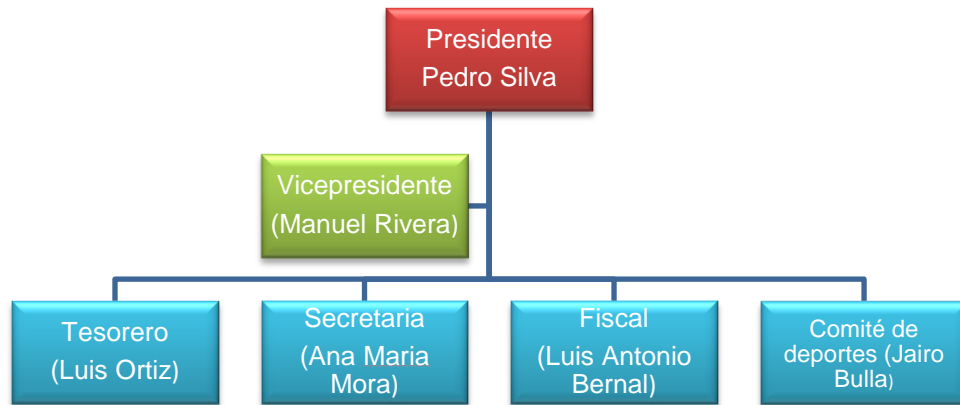 Presidente
Pedro Silva
Vicepresidente
(Manuel Rivera)
Tesorero
(Luis Ortiz)
Secretaria
(Ana Maria
Mora)
Fiscal
(Luis Antonio
Bernal)
Comité de
deportes (Jairo
Bulla)